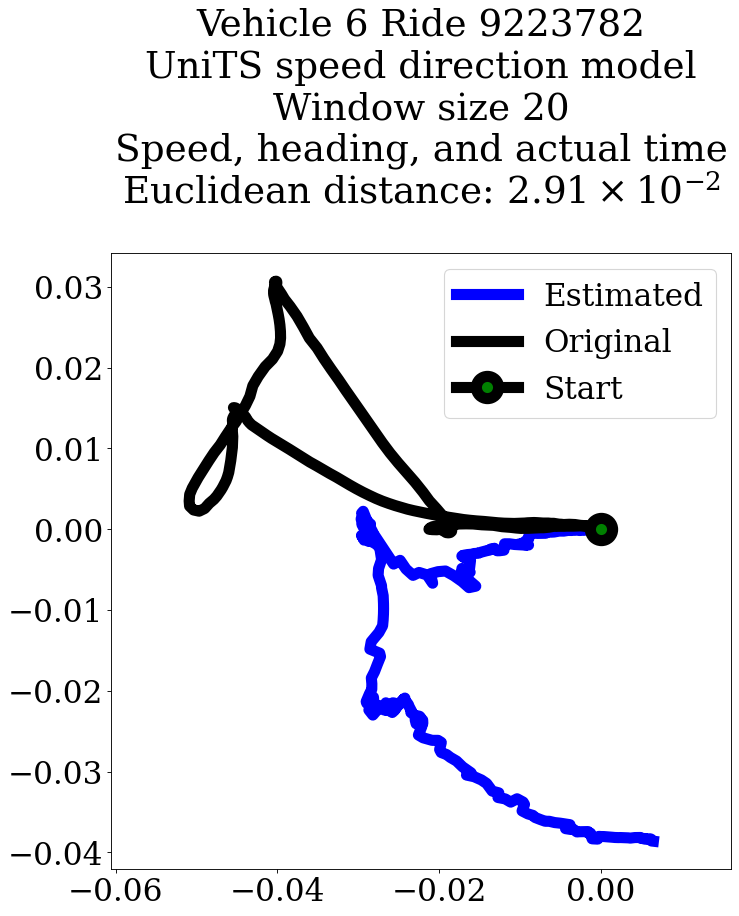 Vehicle 6 Ride 9223782
UniTS speed direction model
Window size 20
Speed, heading, and actual time
Euclidean distance: 2.91 × 10⁻²
Estimated
Original
Start
0.03
0.02
0.01
0.00
−0.01
−0.02
−0.03
−0.04
−0.06 −0.04 −0.02 0.00